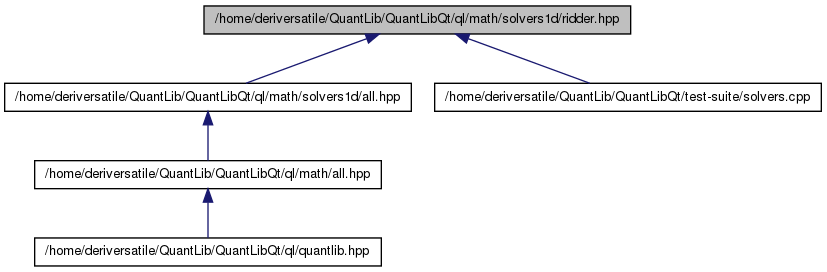 /home/deriversatile/QuantLib/QuantLibQt/ql/math/solvers1d/ridder.hpp
/home/deriversatile/QuantLib/QuantLibQt/ql/math/solvers1d/all.hpp
/home/deriversatile/QuantLib/QuantLibQt/test-suite/solvers.cpp
/home/deriversatile/QuantLib/QuantLibQt/ql/math/all.hpp
/home/deriversatile/QuantLib/QuantLibQt/ql/quantlib.hpp